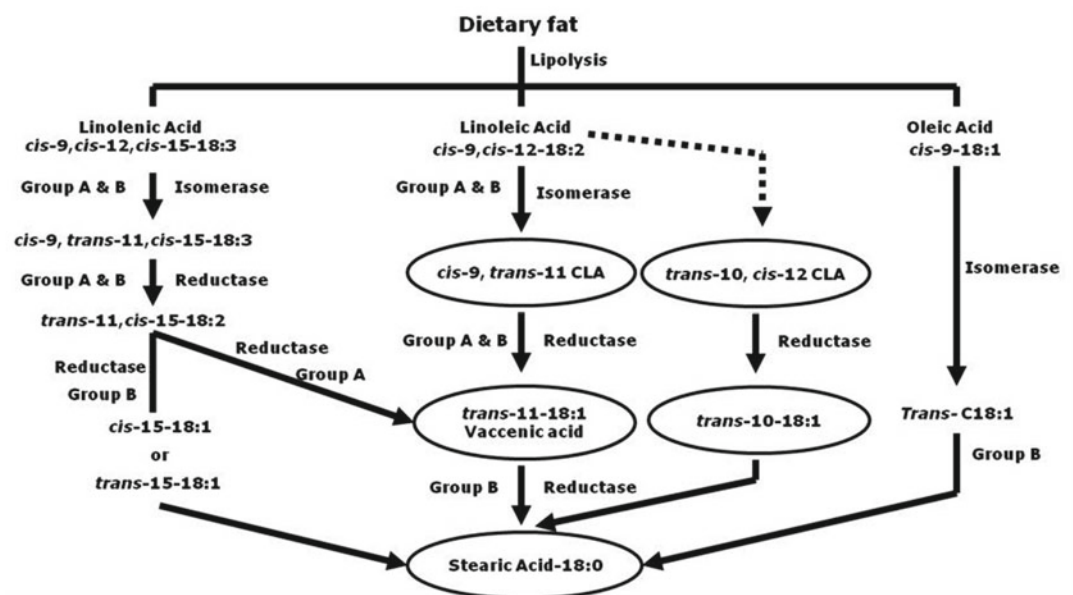 Dietary fat
Lipolysis
Linolenic Acid
cis-9,cis-12,cis-15-18:3
Group A & B
Isomerase
cis-9, trans-11,cis-15-18:3
Group A & B
Reductase
trans-11,cis-15-18:2
Reductase
Group B
Reductase
Group A
cis-15-18:1
or
trans-15-18:1
Linoleic Acid
cis-9,cis-12-18:2
Group A & B
Isomerase
cis-9, trans-11 CLA
Group A & B
Reductase
trans-11-18:1
Vaccenic acid
Group B
Reductase
trans-10, cis-12 CLA
Reductase
trans-10-18:1
Oleic Acid
cis-9-18:1
Isomerase
Trans- C18:1
Group B
Stearic Acid-18:0